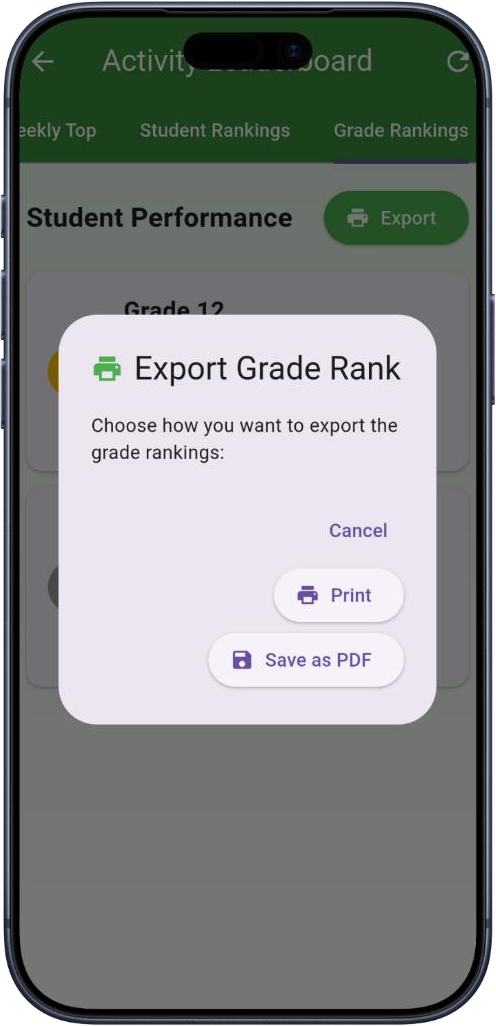 Activity Leaderboard
eekly Top
Student Rankings
Grade Rankings
Student Performance
Export
Grade 12
Export Grade Rank
Choose how you want to export the
grade rankings:
Cancel
Print
Save as PDF